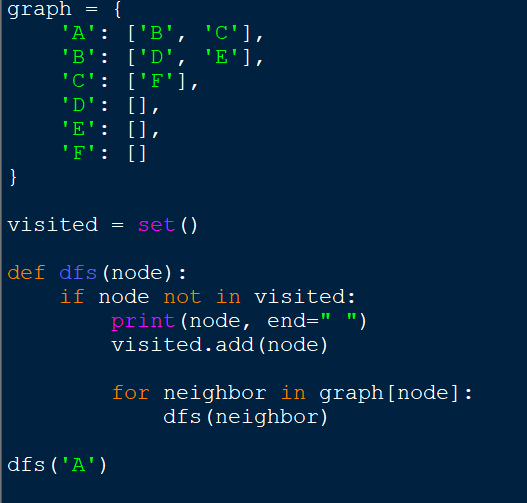 graph = {
    'A': ['B', 'C'],
    'B': ['D', 'E'],
    'C': ['F'],
    'D': [],
    'E': [],
    'F': []
}

visited = set()

def dfs(node):
    if node not in visited:
        print(node, end=" ")
        visited.add(node)

        for neighbor in graph[node]:
            dfs(neighbor)

dfs('A')